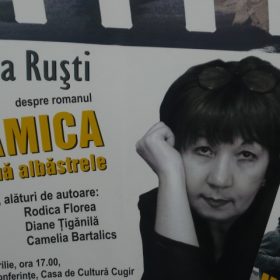 a Ruşti
despre romanul
AMICA
ă albăstrele
, alături de autoare:
Rodica Florea
Diane Ţigănilă
Camelia Bartalics
rilie, ora 17.00
onferinţe, Casa de Cultură Cugir